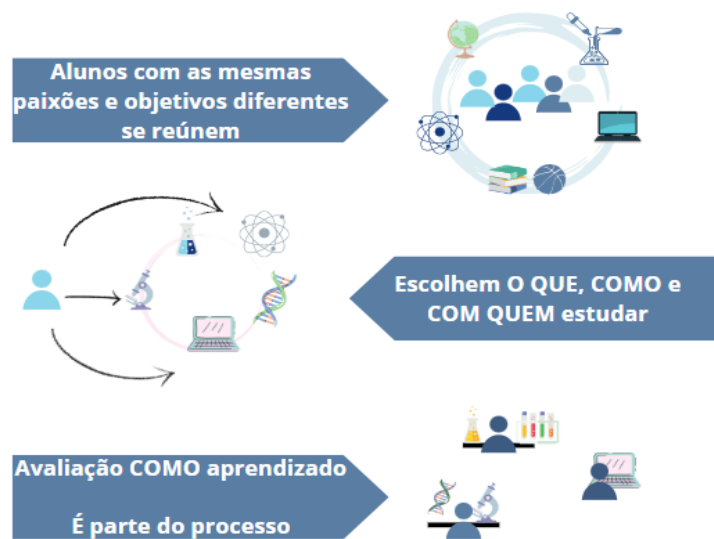 Alunos com as mesmas
paixões e objetivos diferentes
se reúnem
Escolhem O QUE, COMO e
COM QUEM estudar
Avaliação COMO aprendizado
É parte do processo